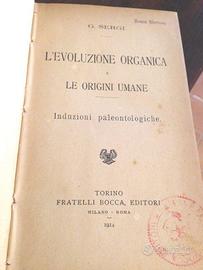 G. SERGI
L'EVOLUZIONE ORGANICA
E
LE ORIGINI UMANE
Induzioni paleontologiche.
TORINO
FRATELLI BOCCA, EDITORI
MILANO - ROMA
1914